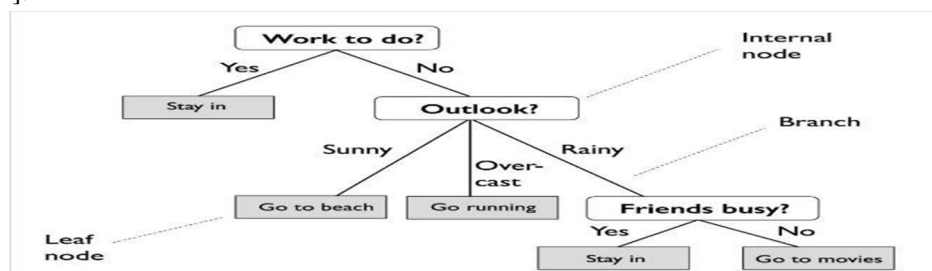 Work to do?
Internal
node
Yes
No
Stay in
Outlook?
Branch
Sunny
Over-
cast
Rainy
Go to beach
Go running
Friends busy?
Leaf
node
Yes
No
Stay in
Go to movies